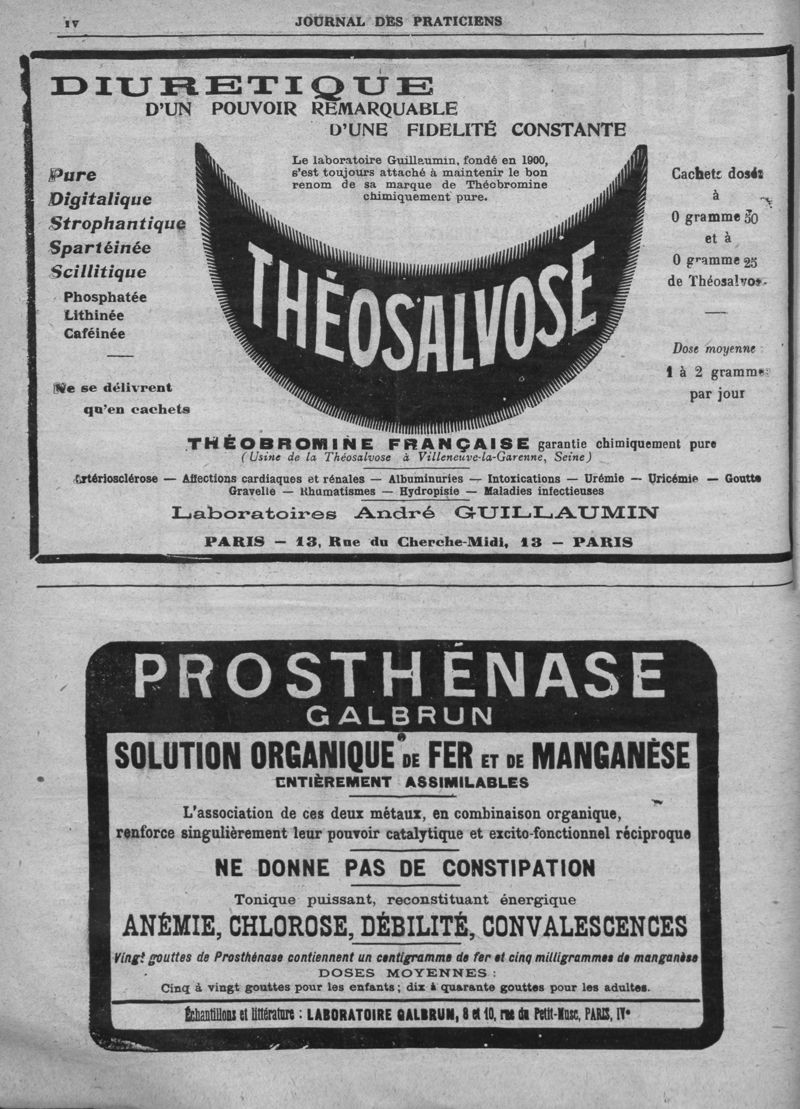 IV
JOURNAL DES PRATICIENS
DIURETIQUE
D'UN POUVOIR REMARQUABLE
D'UNE FIDELITÉ CONSTANTE
Pure
Digitalique
Strophantique
Spartéinée
Scillitique
Phosphatée
Lithinée
Caféinée
Ne se délivrent
qu'en cachets
Le laboratoire Guillaumin, fondé en 1900,
s'est toujours attaché à maintenir le bon
renom de sa marque de Théobromine
chimiquement pure.
THÉOSALVOSE
Cachets dosés
à
0 gramme 50
et à
0 gramme 25
de Théosalvose
Dose moyenne :
1 à 2 grammes
par jour
THÉOBROMINE FRANÇAISE garantie chimiquement pure
(Usine de la Théosalvose à Villeneuve-la-Garenne, Seine)
Artériosclérose — Affections cardiaques et rénales — Albuminuries — Intoxications — Urémie — Uricémie — Goutte
Gravelle — Rhumatismes — Hydropisie — Maladies infectieuses
Laboratoires André GUILLAUMIN
PARIS — 13, Rue du Cherche-Midi, 13 — PARIS
PROSTHÉNASE
GALBRUN
SOLUTION ORGANIQUE DE FER ET DE MANGANÈSE
ENTIÈREMENT ASSIMILABLES
L'association de ces deux métaux, en combinaison organique,
renforce singulièrement leur pouvoir catalytique et excito-fonctionnel réciproque
NE DONNE PAS DE CONSTIPATION
Tonique puissant, reconstituant énergique
ANÉMIE, CHLOROSE, DÉBILITÉ, CONVALESCENCES
Vingt gouttes de Prosthénase contiennent un centigramme de fer et cinq milligrammes de manganèse
DOSES MOYENNES :
Cinq à vingt gouttes pour les enfants ; dix à quarante gouttes pour les adultes.
Échantillons et littérature : LABORATOIRE GALBRUN, 8 et 10, rue du Petit-Musc, PARIS, IVe